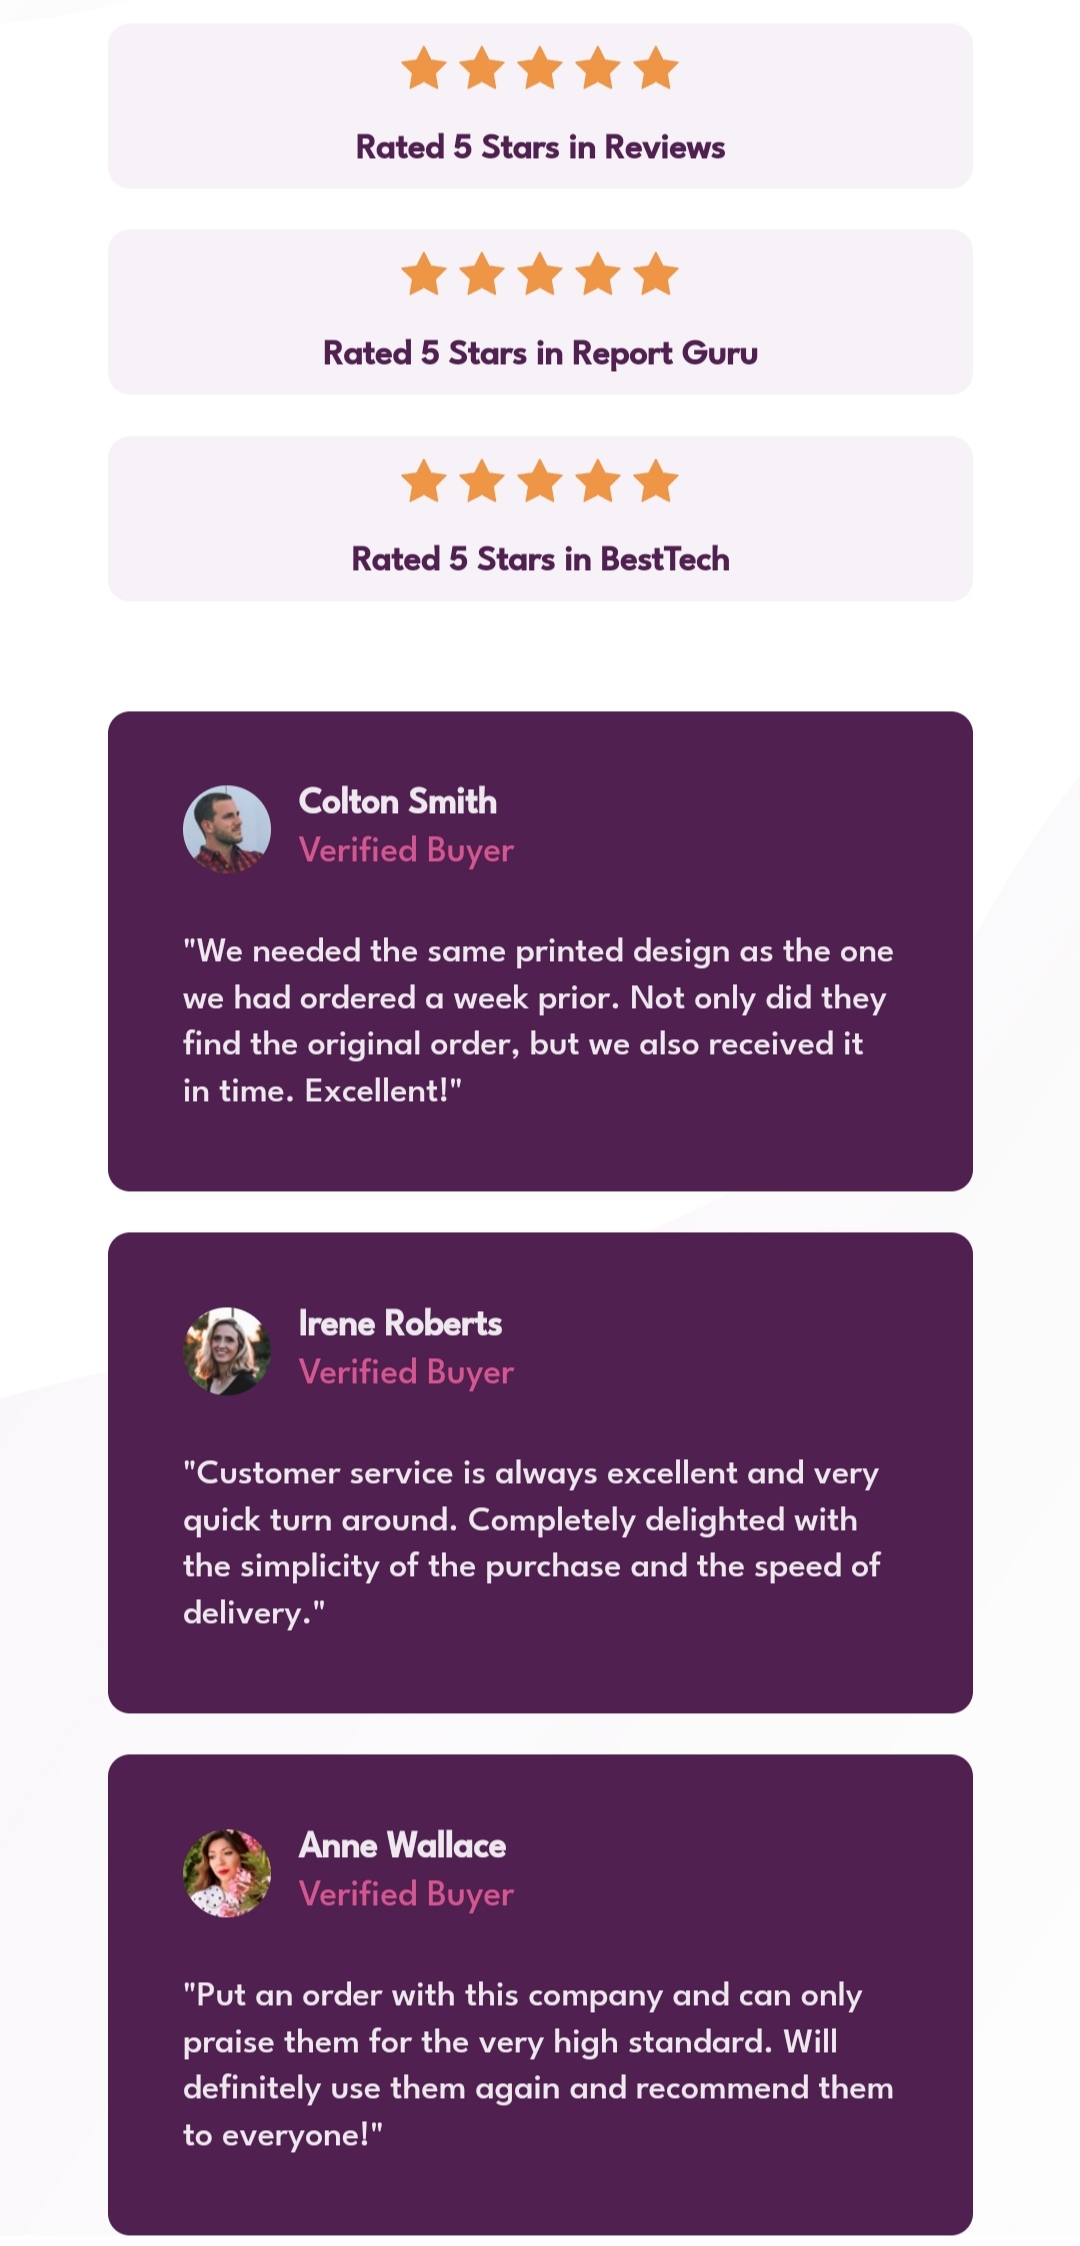 Rated 5 Stars in Reviews
Rated 5 Stars in Report Guru
Rated 5 Stars in BestTech
Colton Smith
Verified Buyer
"We needed the same printed design as the one
we had ordered a week prior. Not only did they
find the original order, but we also received it
in time. Excellent!"
Irene Roberts
Verified Buyer
"Customer service is always excellent and very
quick turn around. Completely delighted with
the simplicity of the purchase and the speed of
delivery."
Anne Wallace
Verified Buyer
"Put an order with this company and can only
praise them for the very high standard. Will
definitely use them again and recommend them
to everyone!"